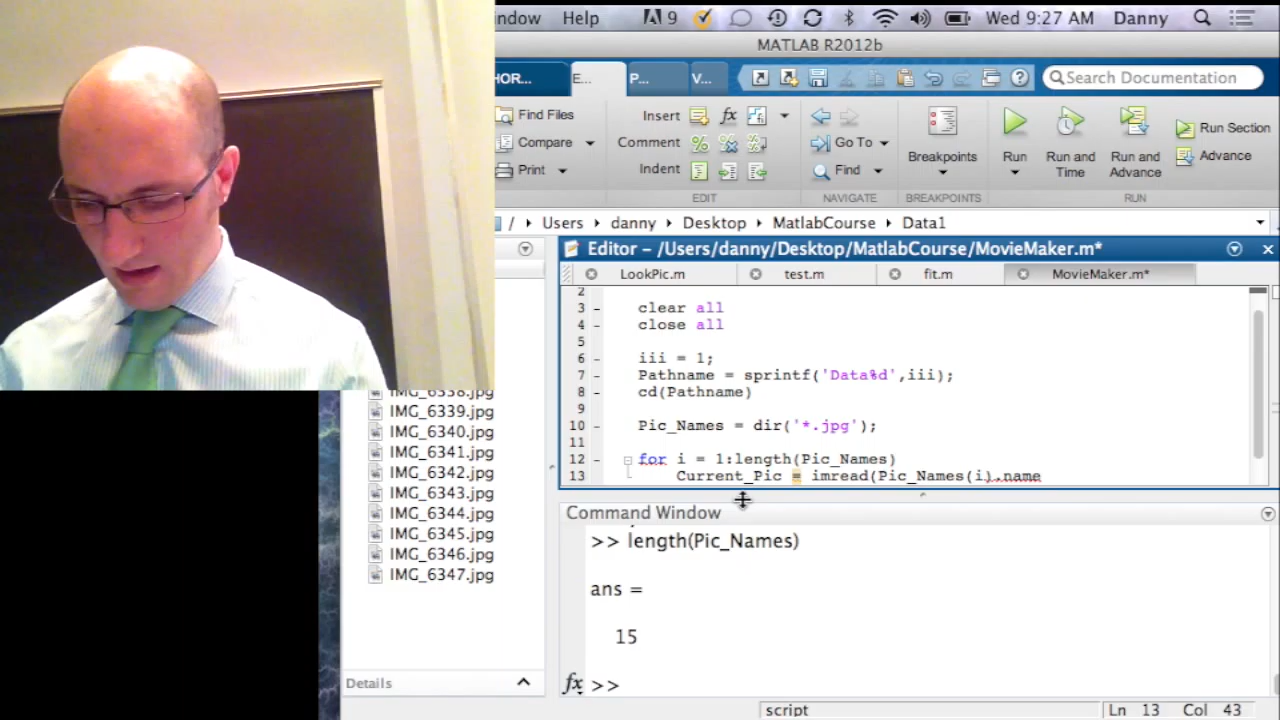 indow Help 9 Wed 9:27 AM Danny
MATLAB R2012b
HOR... E... P... V... Search Documentation
Find Files Insert fx
Compare Comment Go To Breakpoints Run Run and Time Run and Advance Run Section
Print Indent Find Advance
EDIT NAVIGATE BREAKPOINTS RUN
/ Users danny Desktop MatlabCourse Data1
Editor – /Users/danny/Desktop/MatlabCourse/MovieMaker.m*
LookPic.m test.m fit.m MovieMaker.m*
2
3 – clear all
4 – close all
5
6 – iii = 1;
7 – Pathname = sprintf('Data%d',iii);
8 – cd(Pathname)
9
10 – Pic_Names = dir('*.jpg');
11
12 – for i = 1:length(Pic_Names)
13 Current_Pic = imread(Pic_Names(i).name
IMG_6338.jpg
IMG_6339.jpg
IMG_6340.jpg
IMG_6341.jpg
IMG_6342.jpg
IMG_6343.jpg
IMG_6344.jpg
IMG_6345.jpg
IMG_6346.jpg
IMG_6347.jpg
Details
Command Window
>> length(Pic_Names)
ans =
15
fx >>
script Ln 13 Col 43